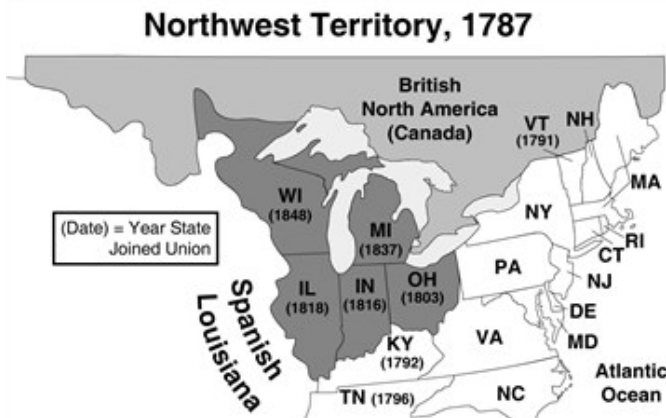 Northwest Territory, 1787
British
North America
(Canada)
VT
(1791)
NH
MA
WI
(1848)
MI
(1837)
NY
RI
CT
(Date) = Year State
Joined Union
PA
NJ
IL
(1818)
IN
(1816)
OH
(1803)
DE
MD
Spanish
Louisiana
KY
(1792)
VA
Atlantic
Ocean
TN (1796)
NC